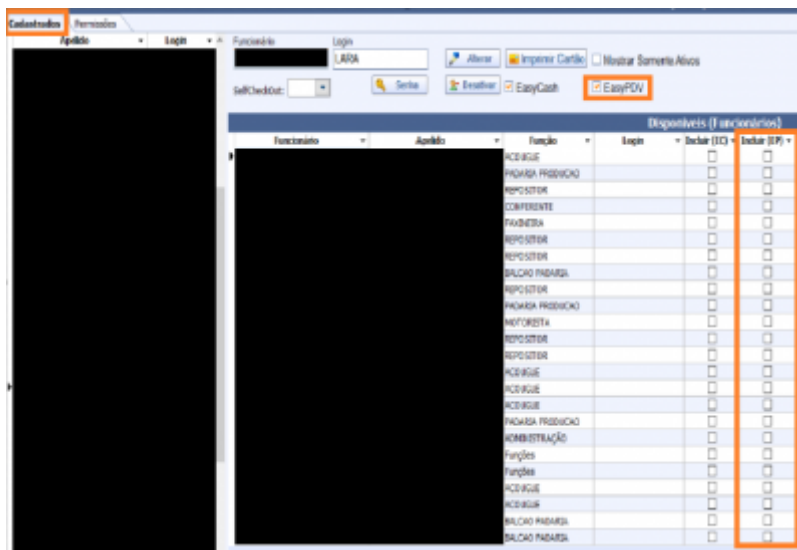 Cadastrados Permissões
Apelido Login Funcionário Login
LARA Alterar Imprimir Cartão Mostrar Somente Ativos
SelfCheckOut: Senha Desativar EasyCash EasyPDV
Disponíveis (Funcionários)
Funcionário Apelido Função Login Incluir (EC) Incluir (EP)
ACOUGUE
PADARIA PRODUCAO
REPOSITOR
CONFERENTE
FAXINEIRA
REPOSITOR
REPOSITOR
BALCAO PADARIA
REPOSITOR
PADARIA PRODUCAO
MOTORISTA
REPOSITOR
REPOSITOR
ACOUGUE
ACOUGUE
ACOUGUE
PADARIA PRODUCAO
ADMINISTRAÇÃO
Funções
Funções
ACOUGUE
ACOUGUE
BALCAO PADARIA
BALCAO PADARIA